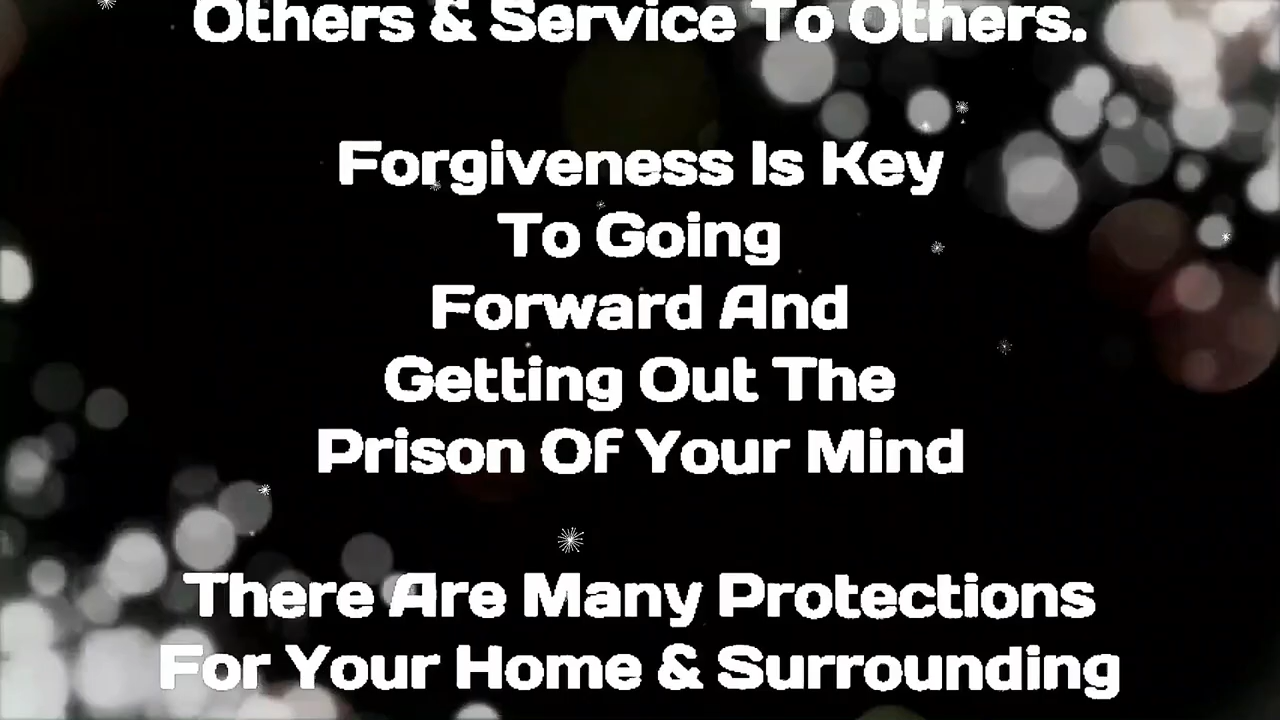 Others & Service To Others.
Forgiveness Is Key
To Going
Forward And
Getting Out The
Prison Of Your Mind
There Are Many Protections
For Your Home & Surrounding